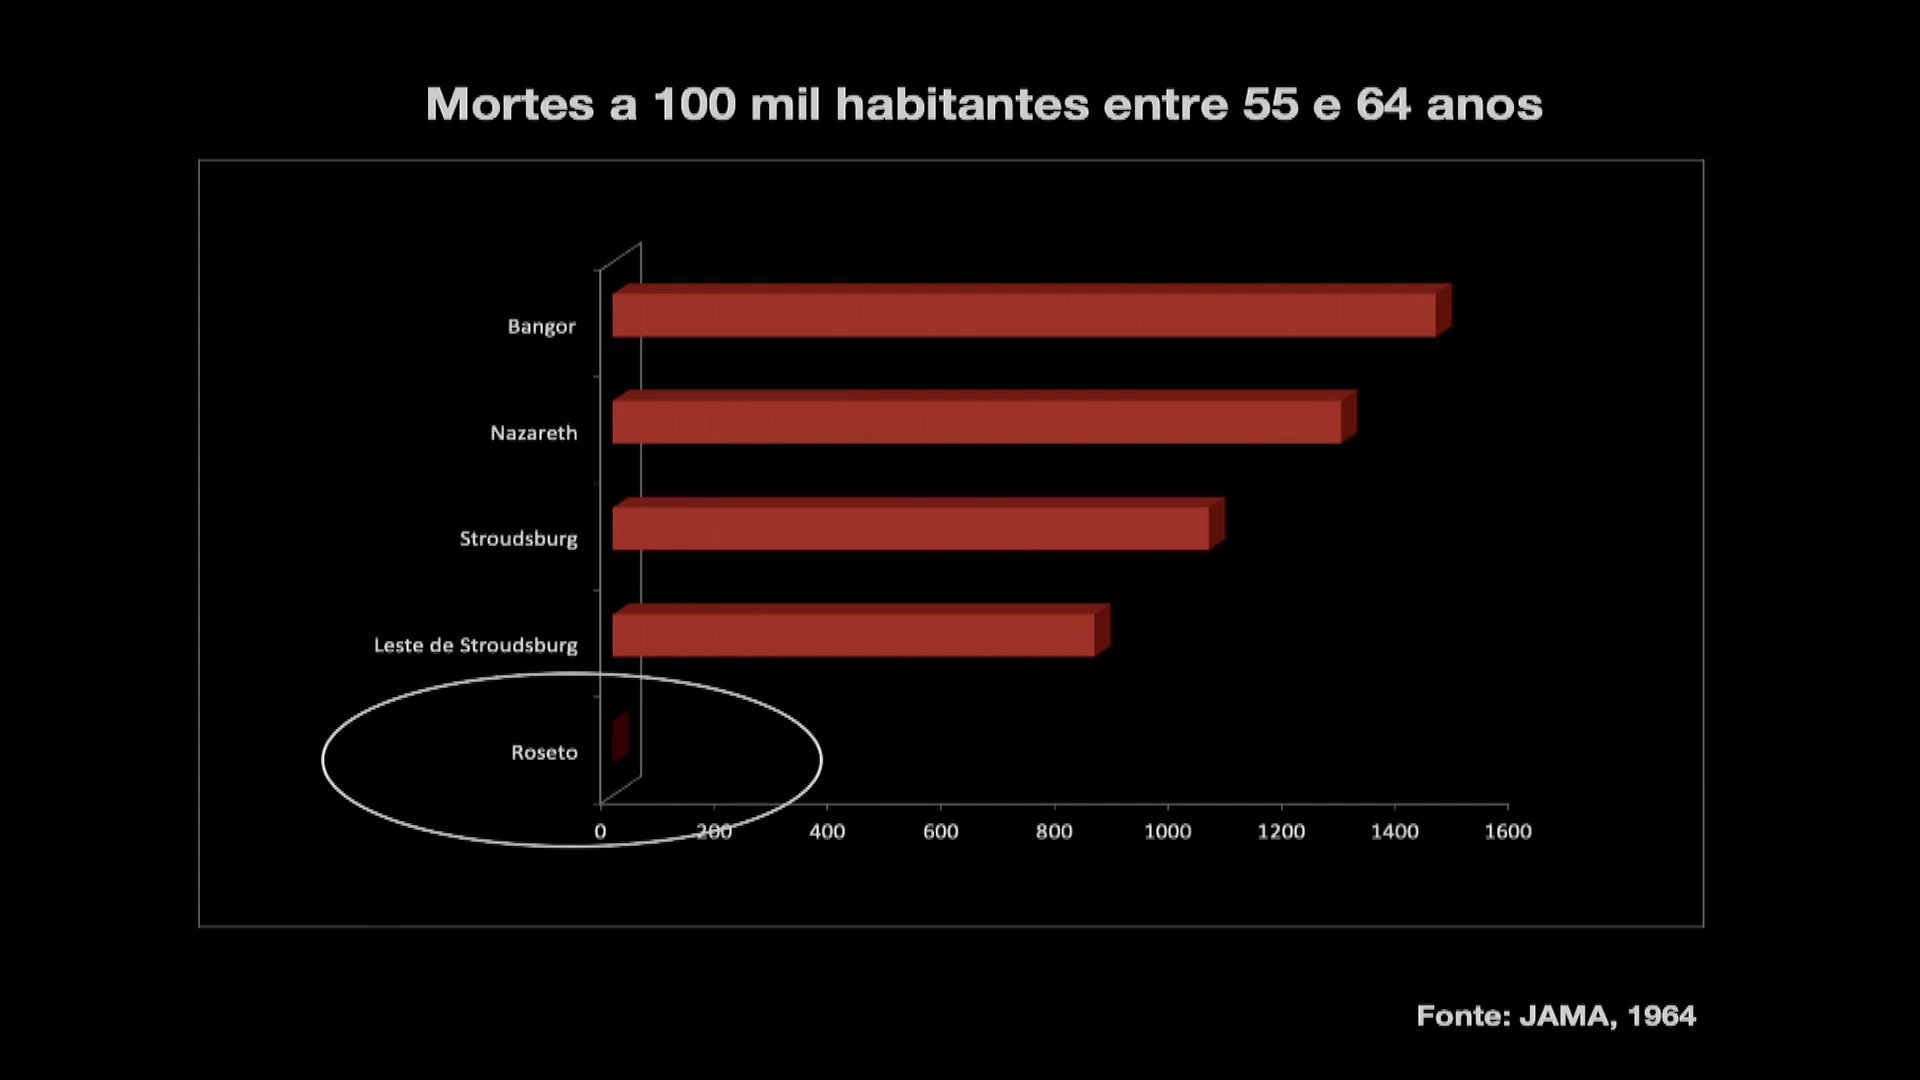 Mortes a 100 mil habitantes entre 55 e 64 anos
Bangor
Nazareth
Stroudsburg
Leste de Stroudsburg
Roseto
0 200 400 600 800 1000 1200 1400 1600
Fonte: JAMA, 1964